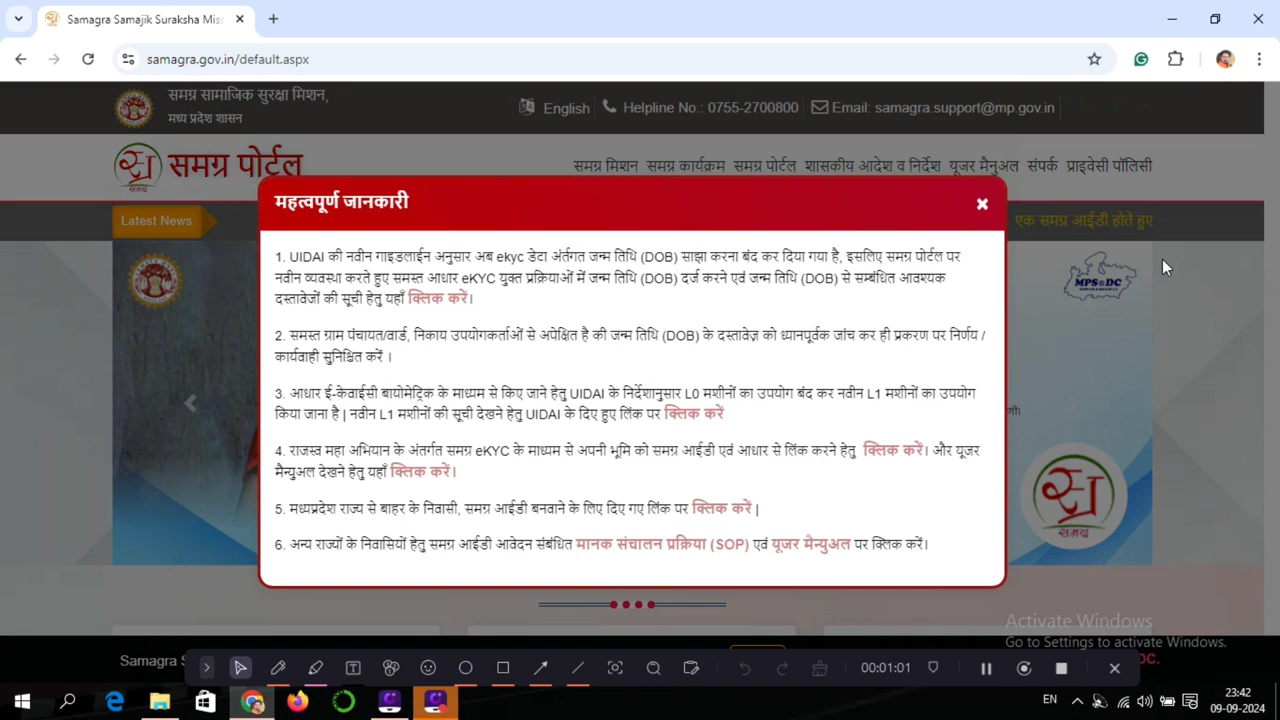 Samagra Samajik Suraksha Mis
samagra.gov.in/default.aspx
समग्र सामाजिक सुरक्षा मिशन,
मध्य प्रदेश शासन
English
Helpline No.: 0755-2700800
Email: samagra.support@mp.gov.in
समग्र
समग्र पोर्टल
समग्र मिशन समग्र कार्यक्रम समग्र पोर्टल शासकीय आदेश व निर्देश यूजर मैनुअल संपर्क प्राइवेसी पॉलिसी
Latest News
एक समग्र आईडी होते हुए
महत्वपूर्ण जानकारी
1. UIDAI की नवीन गाइडलाईन अनुसार अब ekyc डेटा अंर्तगत जन्म तिथि (DOB) साझा करना बंद कर दिया गया है, इसलिए समग्र पोर्टल पर
नवीन व्यवस्था करते हुए समस्त आधार eKYC युक्त प्रक्रियाओं में जन्म तिथि (DOB) दर्ज करने एवं जन्म तिथि (DOB) से सम्बंधित आवश्यक
दस्तावेजों की सूची हेतु यहाँ क्लिक करें।
2. समस्त ग्राम पंचायत/वार्ड, निकाय उपयोगकर्ताओं से अपेक्षित है की जन्म तिथि (DOB) के दस्तावेज़ को ध्यानपूर्वक जांच कर ही प्रकरण पर निर्णय /
कार्यवाही सुनिश्चित करें ।
3. आधार ई-केवाईसी बायोमेट्रिक के माध्यम से किए जाने हेतु UIDAI के निर्देशानुसार L0 मशीनों का उपयोग बंद कर नवीन L1 मशीनों का उपयोग
किया जाना है | नवीन L1 मशीनों की सूची देखने हेतु UIDAI के दिए हुए लिंक पर क्लिक करें
4. राजस्व महा अभियान के अंतर्गत समग्र eKYC के माध्यम से अपनी भूमि को समग्र आईडी एवं आधार से लिंक करने हेतु क्लिक करें। और यूजर
मैन्युअल देखने हेतु यहाँ क्लिक करें।
5. मध्यप्रदेश राज्य से बाहर के निवासी, समग्र आईडी बनवाने के लिए दिए गए लिंक पर क्लिक करें |
6. अन्य राज्यों के निवासियों हेतु समग्र आईडी आवेदन संबंधित मानक संचालन प्रक्रिया (SOP) एवं यूजर मैन्युअल पर क्लिक करें।
MPSeDC
समग्र
Activate Windows
Go to Settings to activate Windows.
Samagra S
00:01:01
EN
23:42
09-09-2024